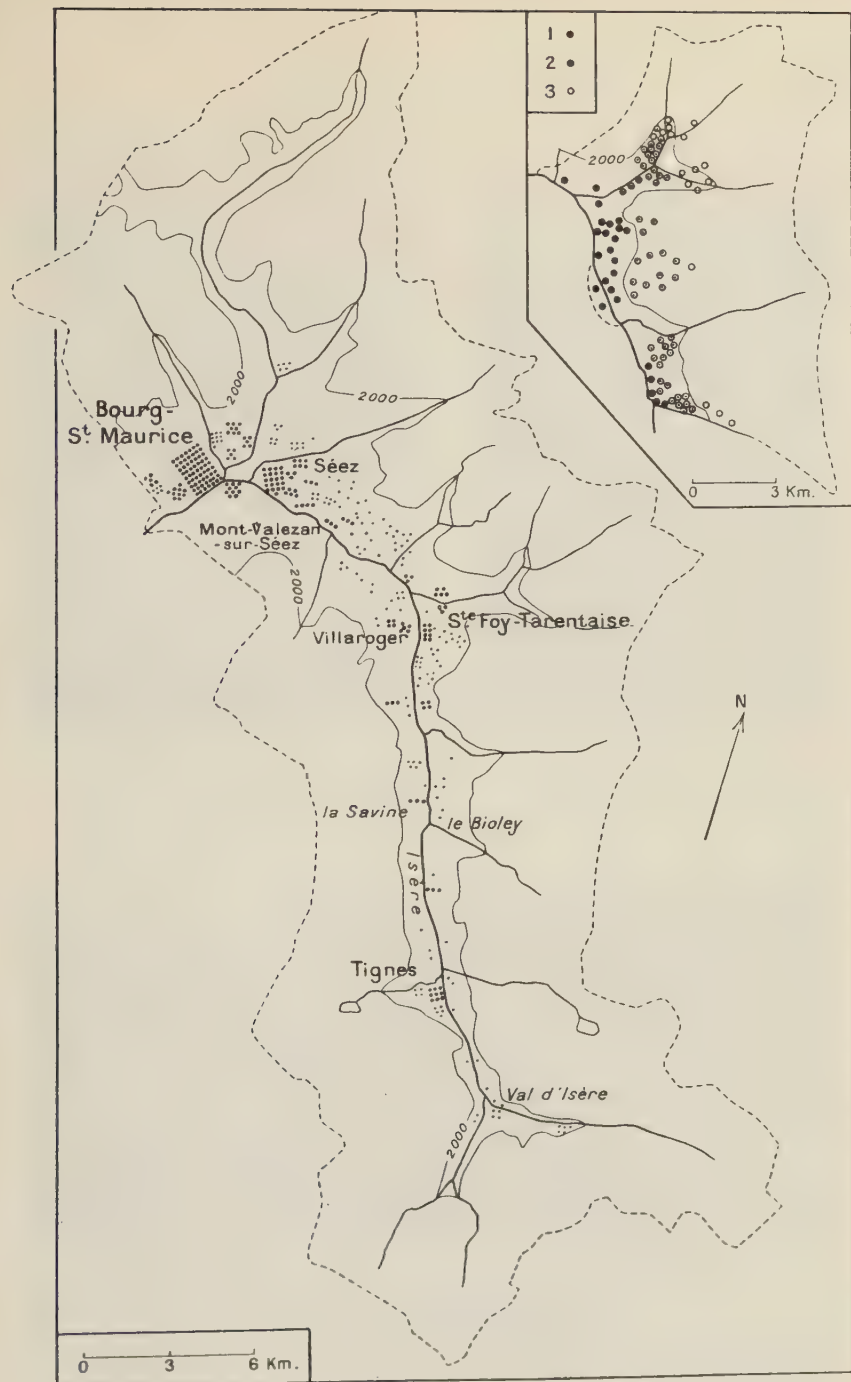 1
2
3
2000
0 3 Km.
2000
2000
Bourg-
St. Maurice
Séez
Mont-Valezan
-sur-Séez
2000
Ste Foy-Tarentaise
Villaroger
N
la Savine
le Bioley
Isère
Tignes
Val d'Isère
2000
0 3 6 Km.